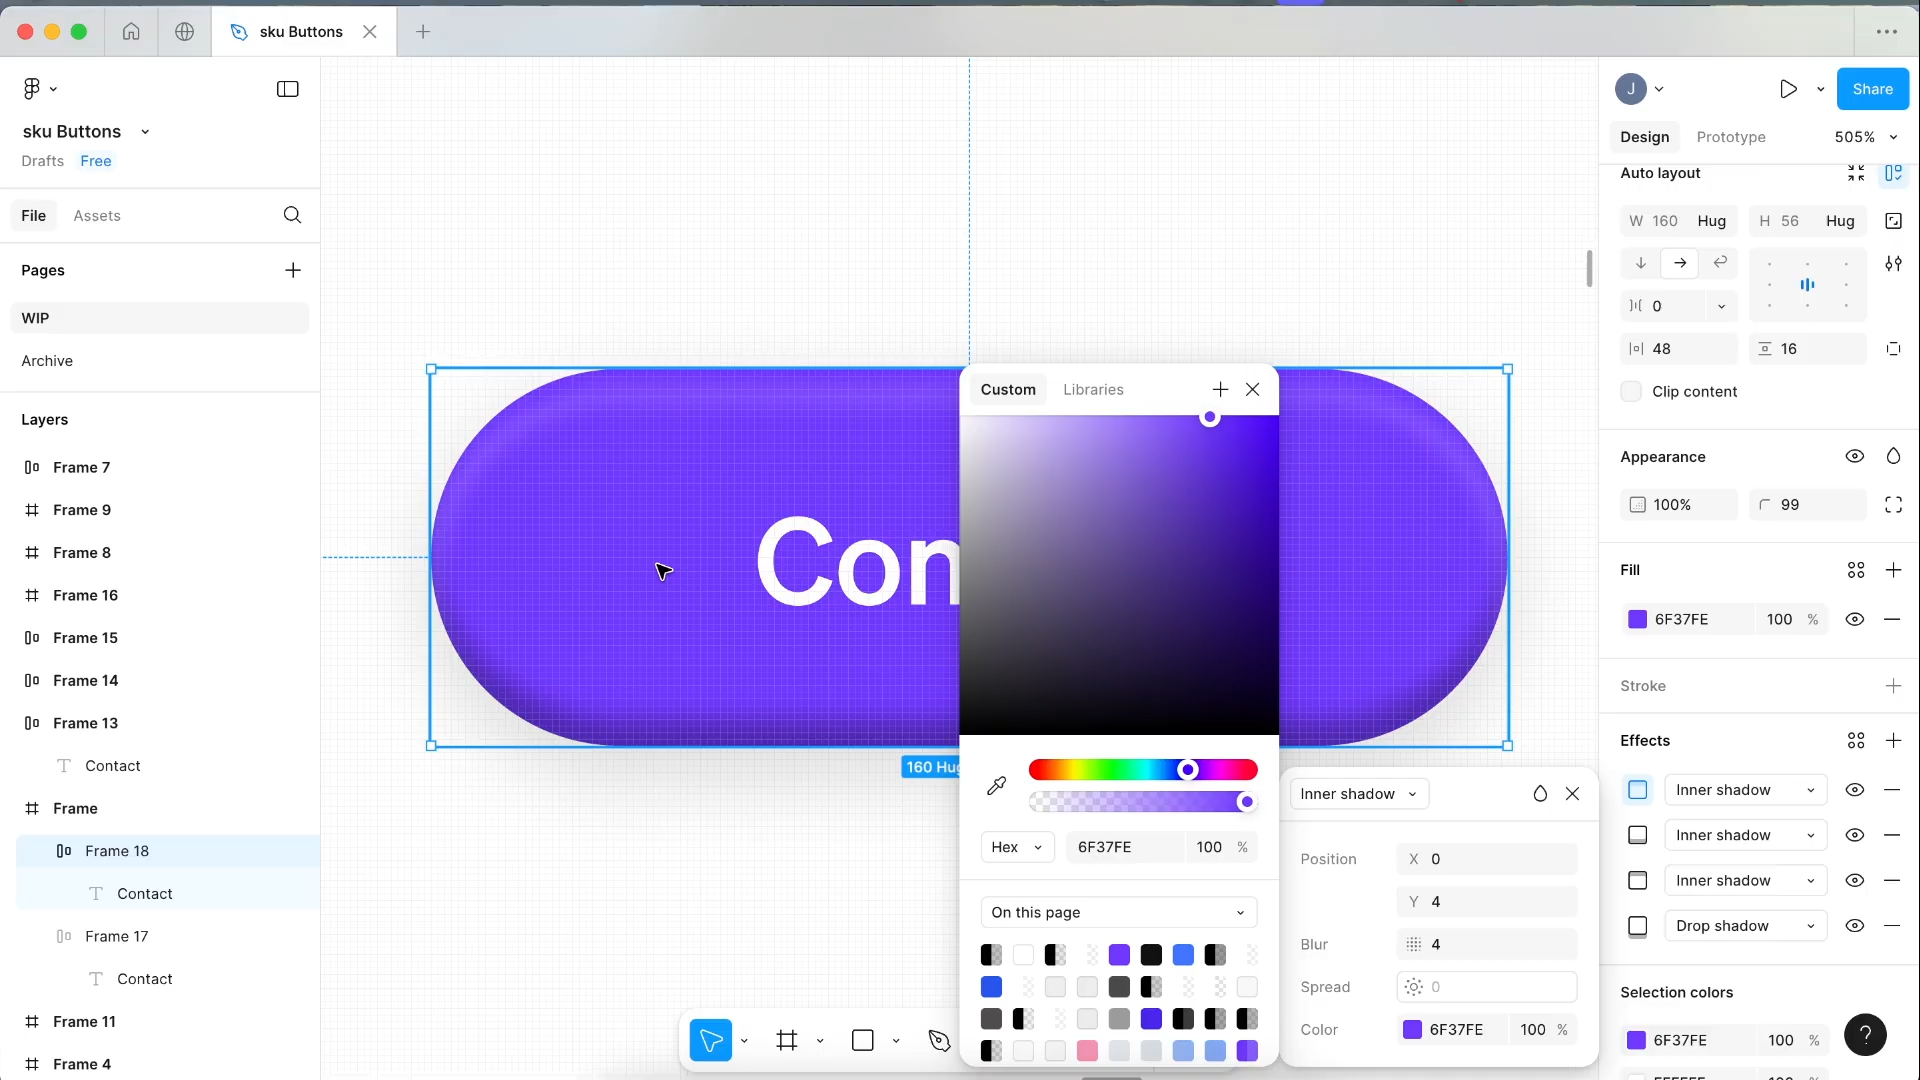 sku Buttons
J
Share
sku Buttons
Drafts Free
Design Prototype 505%
Auto layout
File Assets
W 160 Hug H 56 Hug
Pages
0
WIP
48 16
Archive
Custom Libraries
Clip content
Layers
Appearance
Frame 7
100% 99
Frame 9
Frame 8
Con
Fill
Frame 16
6F37FE 100 %
Frame 15
Frame 14
Stroke
Frame 13
Effects
Contact
160 Hug
Inner shadow
Inner shadow
Frame
Inner shadow
Frame 18
Hex 6F37FE 100 %
Position X 0
Inner shadow
Contact
Y 4
On this page
Drop shadow
Frame 17
Blur 4
Contact
Spread 0
Selection colors
Frame 11
Color 6F37FE 100 %
6F37FE 100 %
?
Frame 4